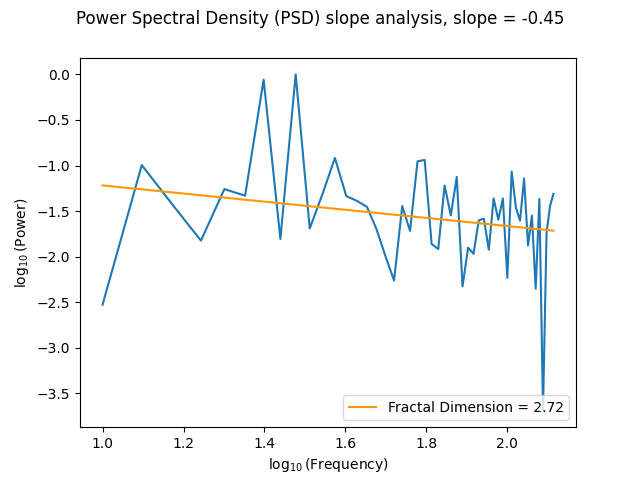 Power Spectral Density (PSD) slope analysis, slope = -0.45
0.0
−0.5
−1.0
−1.5
−2.0
−2.5
−3.0
−3.5
log₁₀(Power)
Fractal Dimension = 2.72
1.0 1.2 1.4 1.6 1.8 2.0
log₁₀(Frequency)